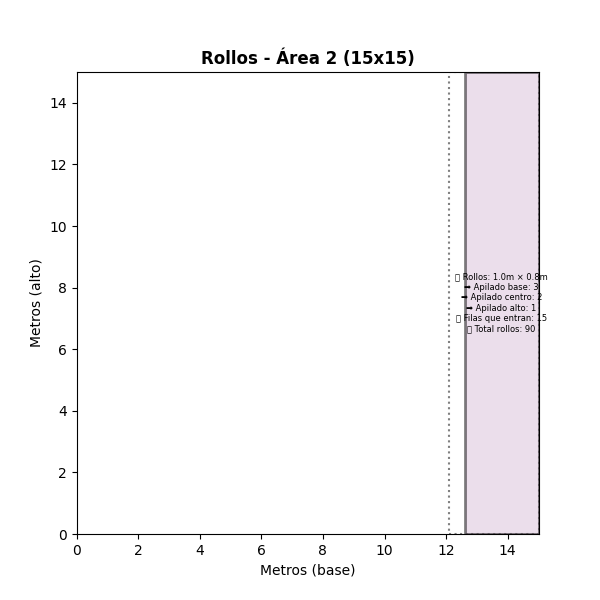 Rollos - Área 2 (15x15)
Metros (alto)
14
12
10
8
6
4
2
0
Rollos: 1.0m × 0.8m
➡ Apilado base: 3
➡ Apilado centro: 2
➡ Apilado alto: 1
Filas que entran: 15
Total rollos: 90
0 2 4 6 8 10 12 14
Metros (base)